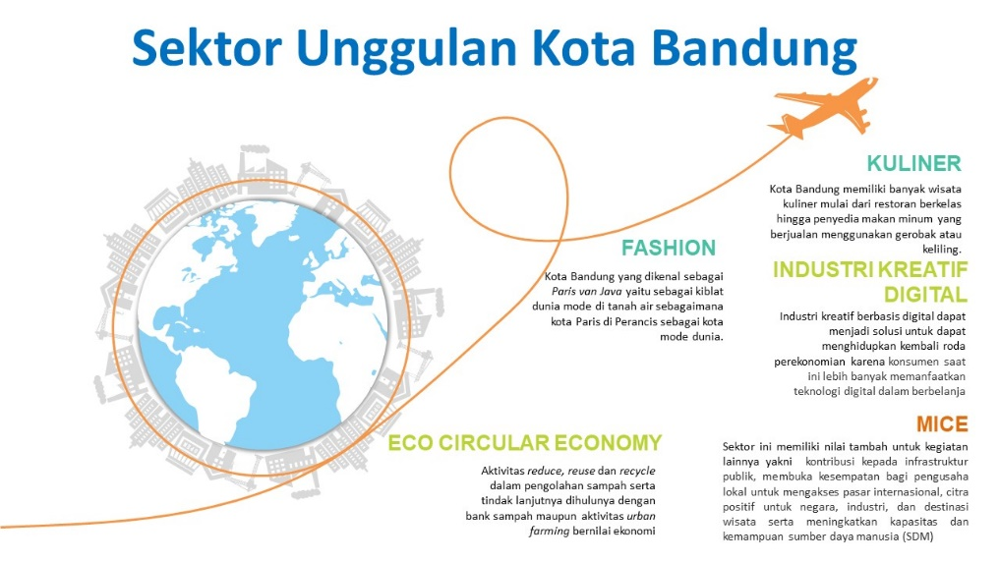 Sektor Unggulan Kota Bandung
KULINER
Kota Bandung memiliki banyak wisata
kuliner mulai dari restoran berkelas
hingga penyedia makan minum yang
berjualan menggunakan gerobak atau
keliling.
FASHION
Kota Bandung yang dikenal sebagai
Paris van Java yaitu sebagai kiblat
dunia mode di tanah air sebagaimana
kota Paris di Perancis sebagai kota
mode dunia.
INDUSTRI KREATIF
DIGITAL
Industri kreatif berbasis digital dapat
menjadi solusi untuk dapat
menghidupkan kembali roda
perekonomian karena konsumen saat
ini lebih banyak memanfaatkan
teknologi digital dalam berbelanja
ECO CIRCULAR ECONOMY
Aktivitas reduce, reuse dan recycle
dalam pengolahan sampah serta
tindak lanjutnya dihulunya dengan
bank sampah maupun aktivitas urban
farming bernilai ekonomi
MICE
Sektor ini memiliki nilai tambah untuk kegiatan
lainnya yakni kontribusi kepada infrastruktur
publik, membuka kesempatan bagi pengusaha
lokal untuk mengakses pasar internasional, citra
positif untuk negara, industri, dan destinasi
wisata serta meningkatkan kapasitas dan
kemampuan sumber daya manusia (SDM)